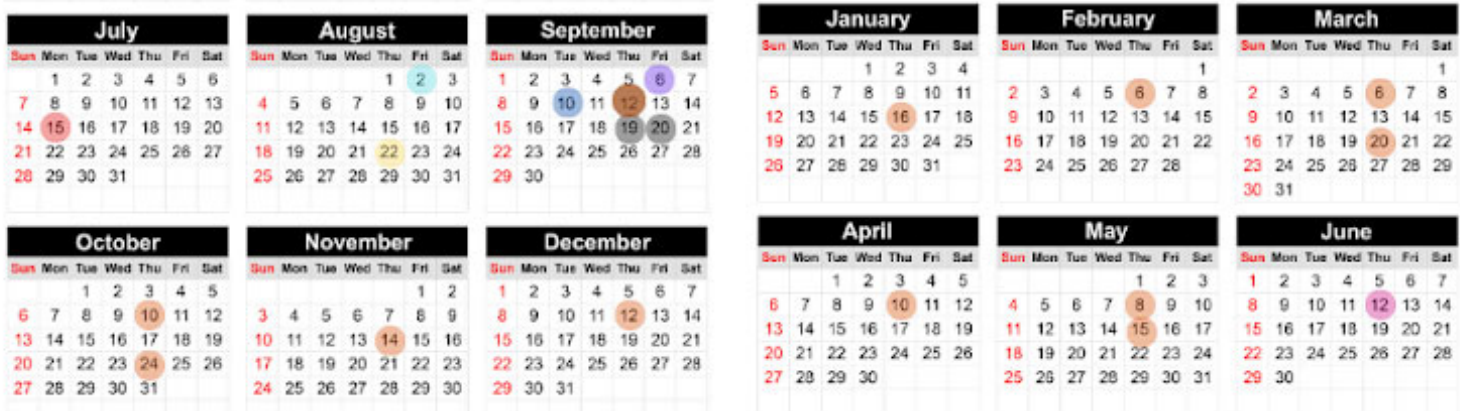 July
Sun Mon Tue Wed Thu Fri Sat
1 2 3 4 5 6
7 8 9 10 11 12 13
14 15 16 17 18 19 20
21 22 23 24 25 26 27
28 29 30 31
August
Sun Mon Tue Wed Thu Fri Sat
1 2 3
4 5 6 7 8 9 10
11 12 13 14 15 16 17
18 19 20 21 22 23 24
25 26 27 28 29 30 31
September
Sun Mon Tue Wed Thu Fri Sat
1 2 3 4 5 6 7
8 9 10 11 12 13 14
15 16 17 18 19 20 21
22 23 24 25 26 27 28
29 30
October
Sun Mon Tue Wed Thu Fri Sat
1 2 3 4 5
6 7 8 9 10 11 12
13 14 15 16 17 18 19
20 21 22 23 24 25 26
27 28 29 30 31
November
Sun Mon Tue Wed Thu Fri Sat
1 2
3 4 5 6 7 8 9
10 11 12 13 14 15 16
17 18 19 20 21 22 23
24 25 26 27 28 29 30
December
Sun Mon Tue Wed Thu Fri Sat
1 2 3 4 5 6 7
8 9 10 11 12 13 14
15 16 17 18 19 20 21
22 23 24 25 26 27 28
29 30 31
January
Sun Mon Tue Wed Thu Fri Sat
1 2 3 4
5 6 7 8 9 10 11
12 13 14 15 16 17 18
19 20 21 22 23 24 25
26 27 28 29 30 31
February
Sun Mon Tue Wed Thu Fri Sat
1
2 3 4 5 6 7 8
9 10 11 12 13 14 15
16 17 18 19 20 21 22
23 24 25 26 27 28
March
Sun Mon Tue Wed Thu Fri Sat
1
2 3 4 5 6 7 8
9 10 11 12 13 14 15
16 17 18 19 20 21 22
23 24 25 26 27 28 29
30 31
April
Sun Mon Tue Wed Thu Fri Sat
1 2 3 4 5
6 7 8 9 10 11 12
13 14 15 16 17 18 19
20 21 22 23 24 25 26
27 28 29 30
May
Sun Mon Tue Wed Thu Fri Sat
1 2 3
4 5 6 7 8 9 10
11 12 13 14 15 16 17
18 19 20 21 22 23 24
25 26 27 28 29 30 31
June
Sun Mon Tue Wed Thu Fri Sat
1 2 3 4 5 6 7
8 9 10 11 12 13 14
15 16 17 18 19 20 21
22 23 24 25 26 27 28
29 30